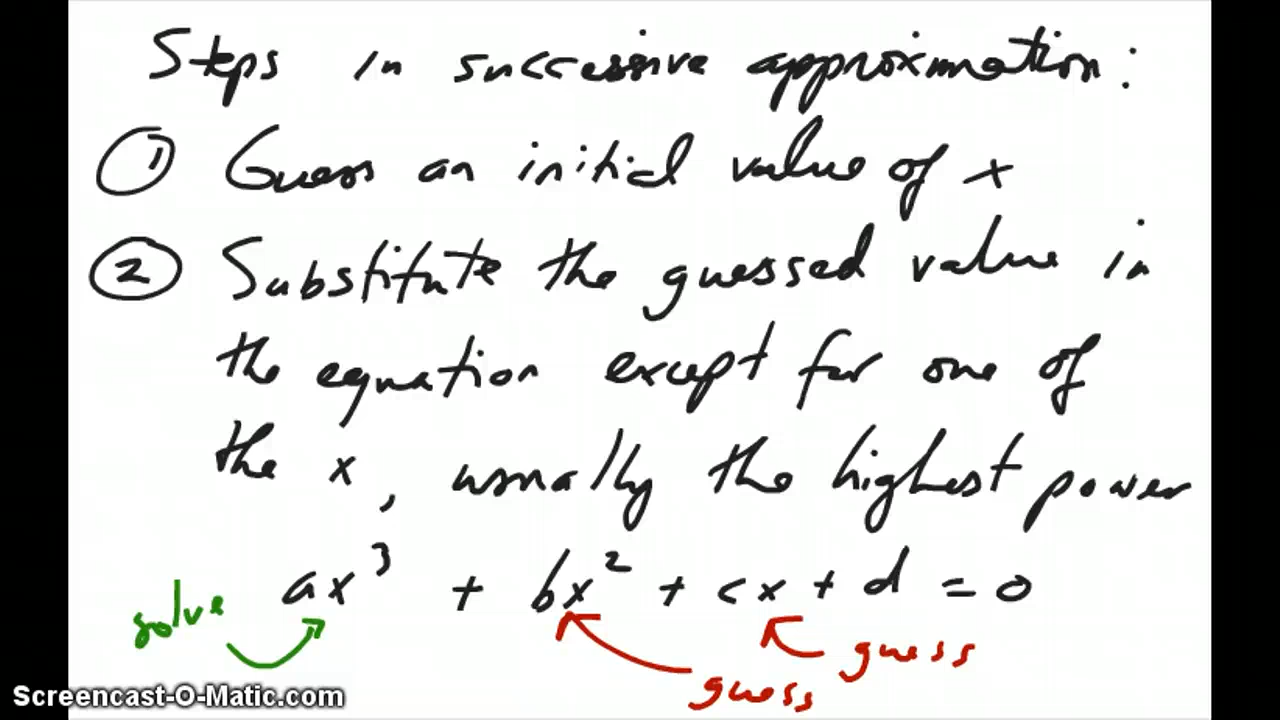 Steps in successive approximation:
① Guess an initial value of x
② Substitute the guessed value in
the equation except for one of
the x, usually the highest power
ax³ + bx² + cx + d = 0
solve
guess
guess
Screencast-O-Matic.com